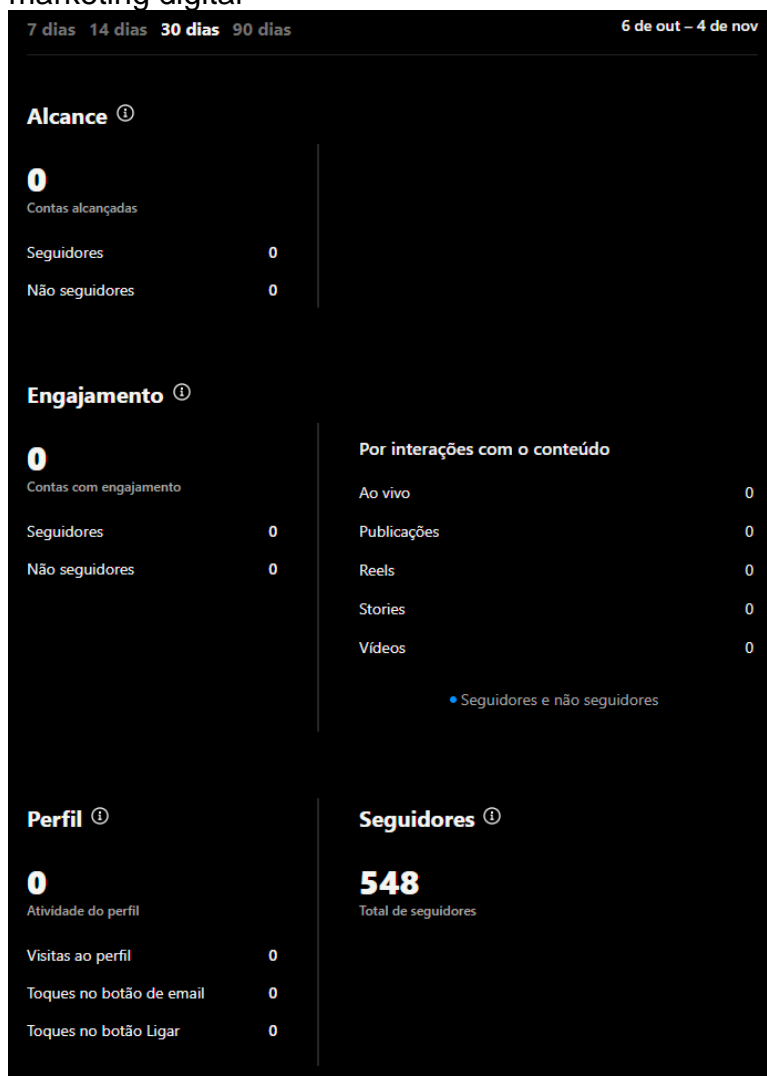 marketing digital
7 dias 14 dias 30 dias 90 dias 6 de out – 4 de nov
Alcance
0
Contas alcançadas
Seguidores 0
Não seguidores 0
Engajamento
0
Contas com engajamento
Seguidores 0
Não seguidores 0
Por interações com o conteúdo
Ao vivo 0
Publicações 0
Reels 0
Stories 0
Vídeos 0
Seguidores e não seguidores
Perfil
0
Atividade do perfil
Visitas ao perfil 0
Toques no botão de email 0
Toques no botão Ligar 0
Seguidores
548
Total de seguidores